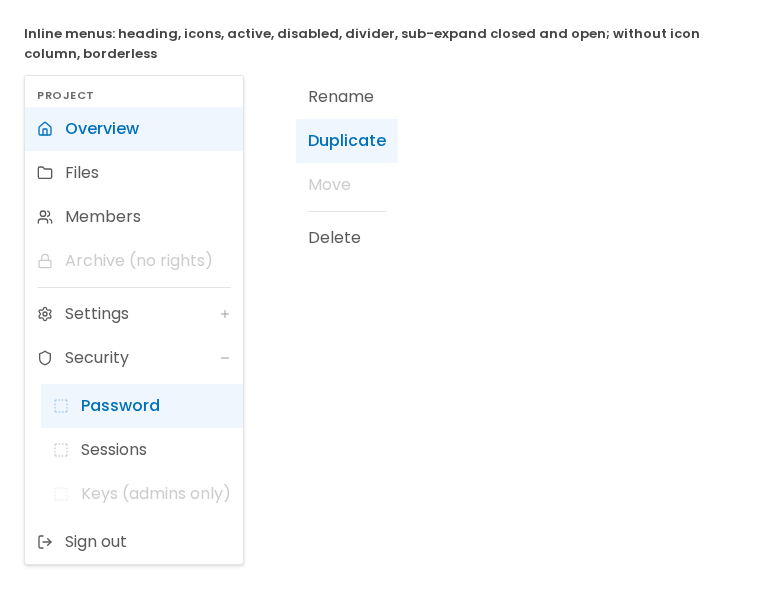 Inline menus: heading, icons, active, disabled, divider, sub-expand closed and open; without icon
column, borderless
PROJECT
Overview
Files
Members
Archive (no rights)
Settings
Security
Password
Sessions
Keys (admins only)
Sign out
Rename
Duplicate
Move
Delete